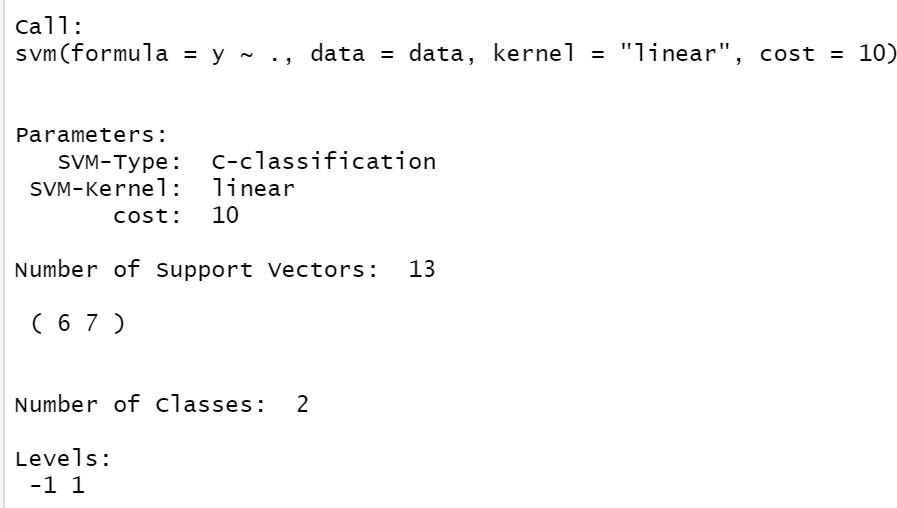 Call:
svm(formula = y ~ ., data = data, kernel = "linear", cost = 10)
Parameters:
SVM-Type:  C-classification
SVM-Kernel:  linear
cost:  10
Number of Support Vectors:  13
( 6 7 )
Number of Classes:  2
Levels:
-1 1